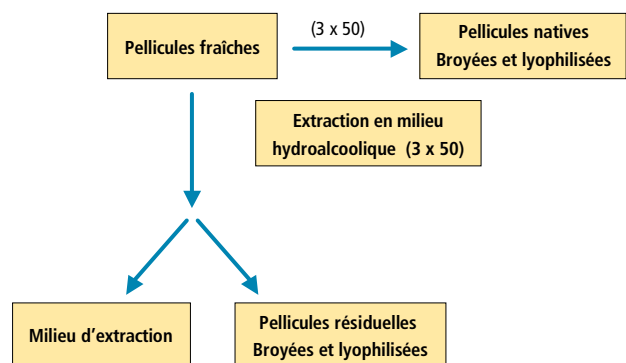 Pellicules fraîches
(3 x 50)
Pellicules natives
Broyées et lyophilisées
Extraction en milieu
hydroalcoolique (3 x 50)
Milieu d’extraction
Pellicules résiduelles
Broyées et lyophilisées